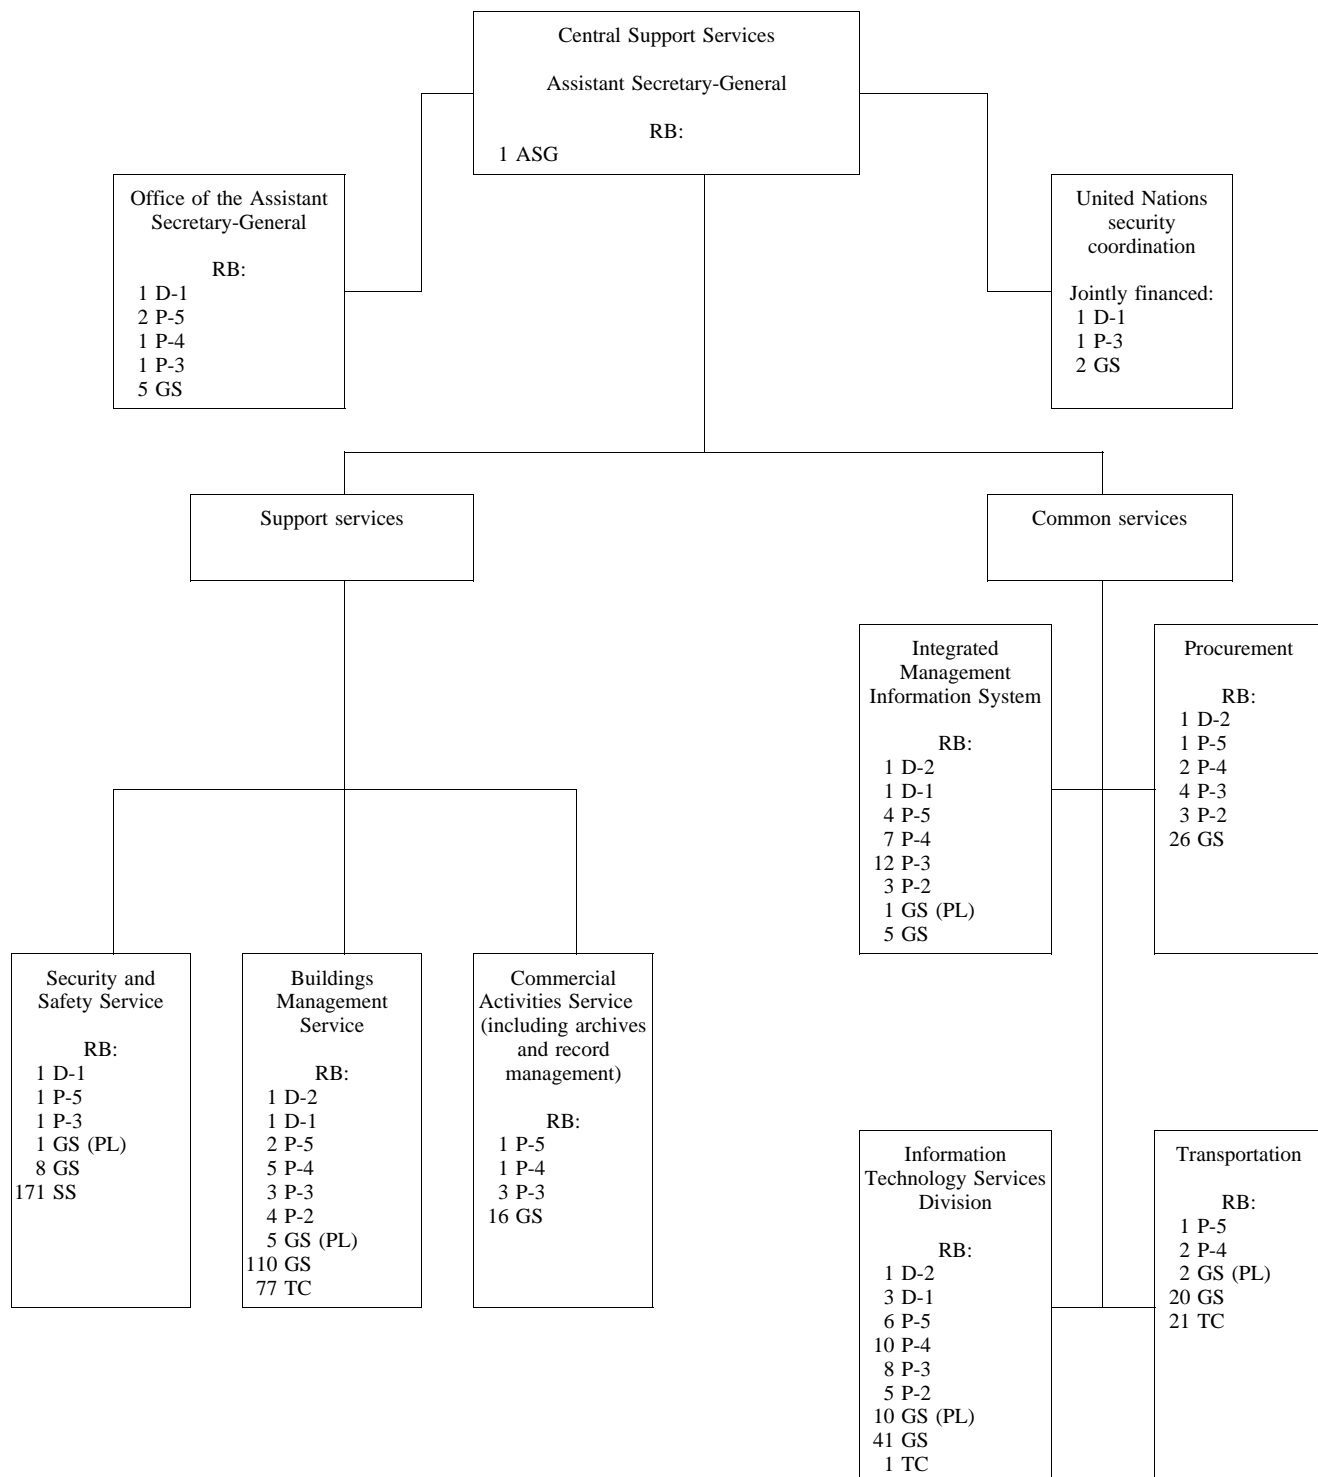 Central Support Services
Assistant Secretary-General
RB:
1 ASG
Office of the Assistant
Secretary-General
RB:
1 D-1
2 P-5
1 P-4
1 P-3
5 GS
United Nations
security
coordination
Jointly financed:
1 D-1
1 P-3
2 GS
Support services
Common services
Integrated
Management
Information System
RB:
1 D-2
1 D-1
4 P-5
7 P-4
12 P-3
3 P-2
1 GS (PL)
5 GS
Procurement
RB:
1 D-2
1 P-5
2 P-4
4 P-3
3 P-2
26 GS
Security and
Safety Service
RB:
1 D-1
1 P-5
1 P-3
1 GS (PL)
8 GS
171 SS
Buildings
Management
Service
RB:
1 D-2
1 D-1
2 P-5
5 P-4
3 P-3
4 P-2
5 GS (PL)
110 GS
77 TC
Commercial
Activities Service
(including archives
and record
management)
RB:
1 P-5
1 P-4
3 P-3
16 GS
Information
Technology Services
Division
RB:
1 D-2
3 D-1
6 P-5
10 P-4
8 P-3
5 P-2
10 GS (PL)
41 GS
1 TC
Transportation
RB:
1 P-5
2 P-4
2 GS (PL)
20 GS
21 TC